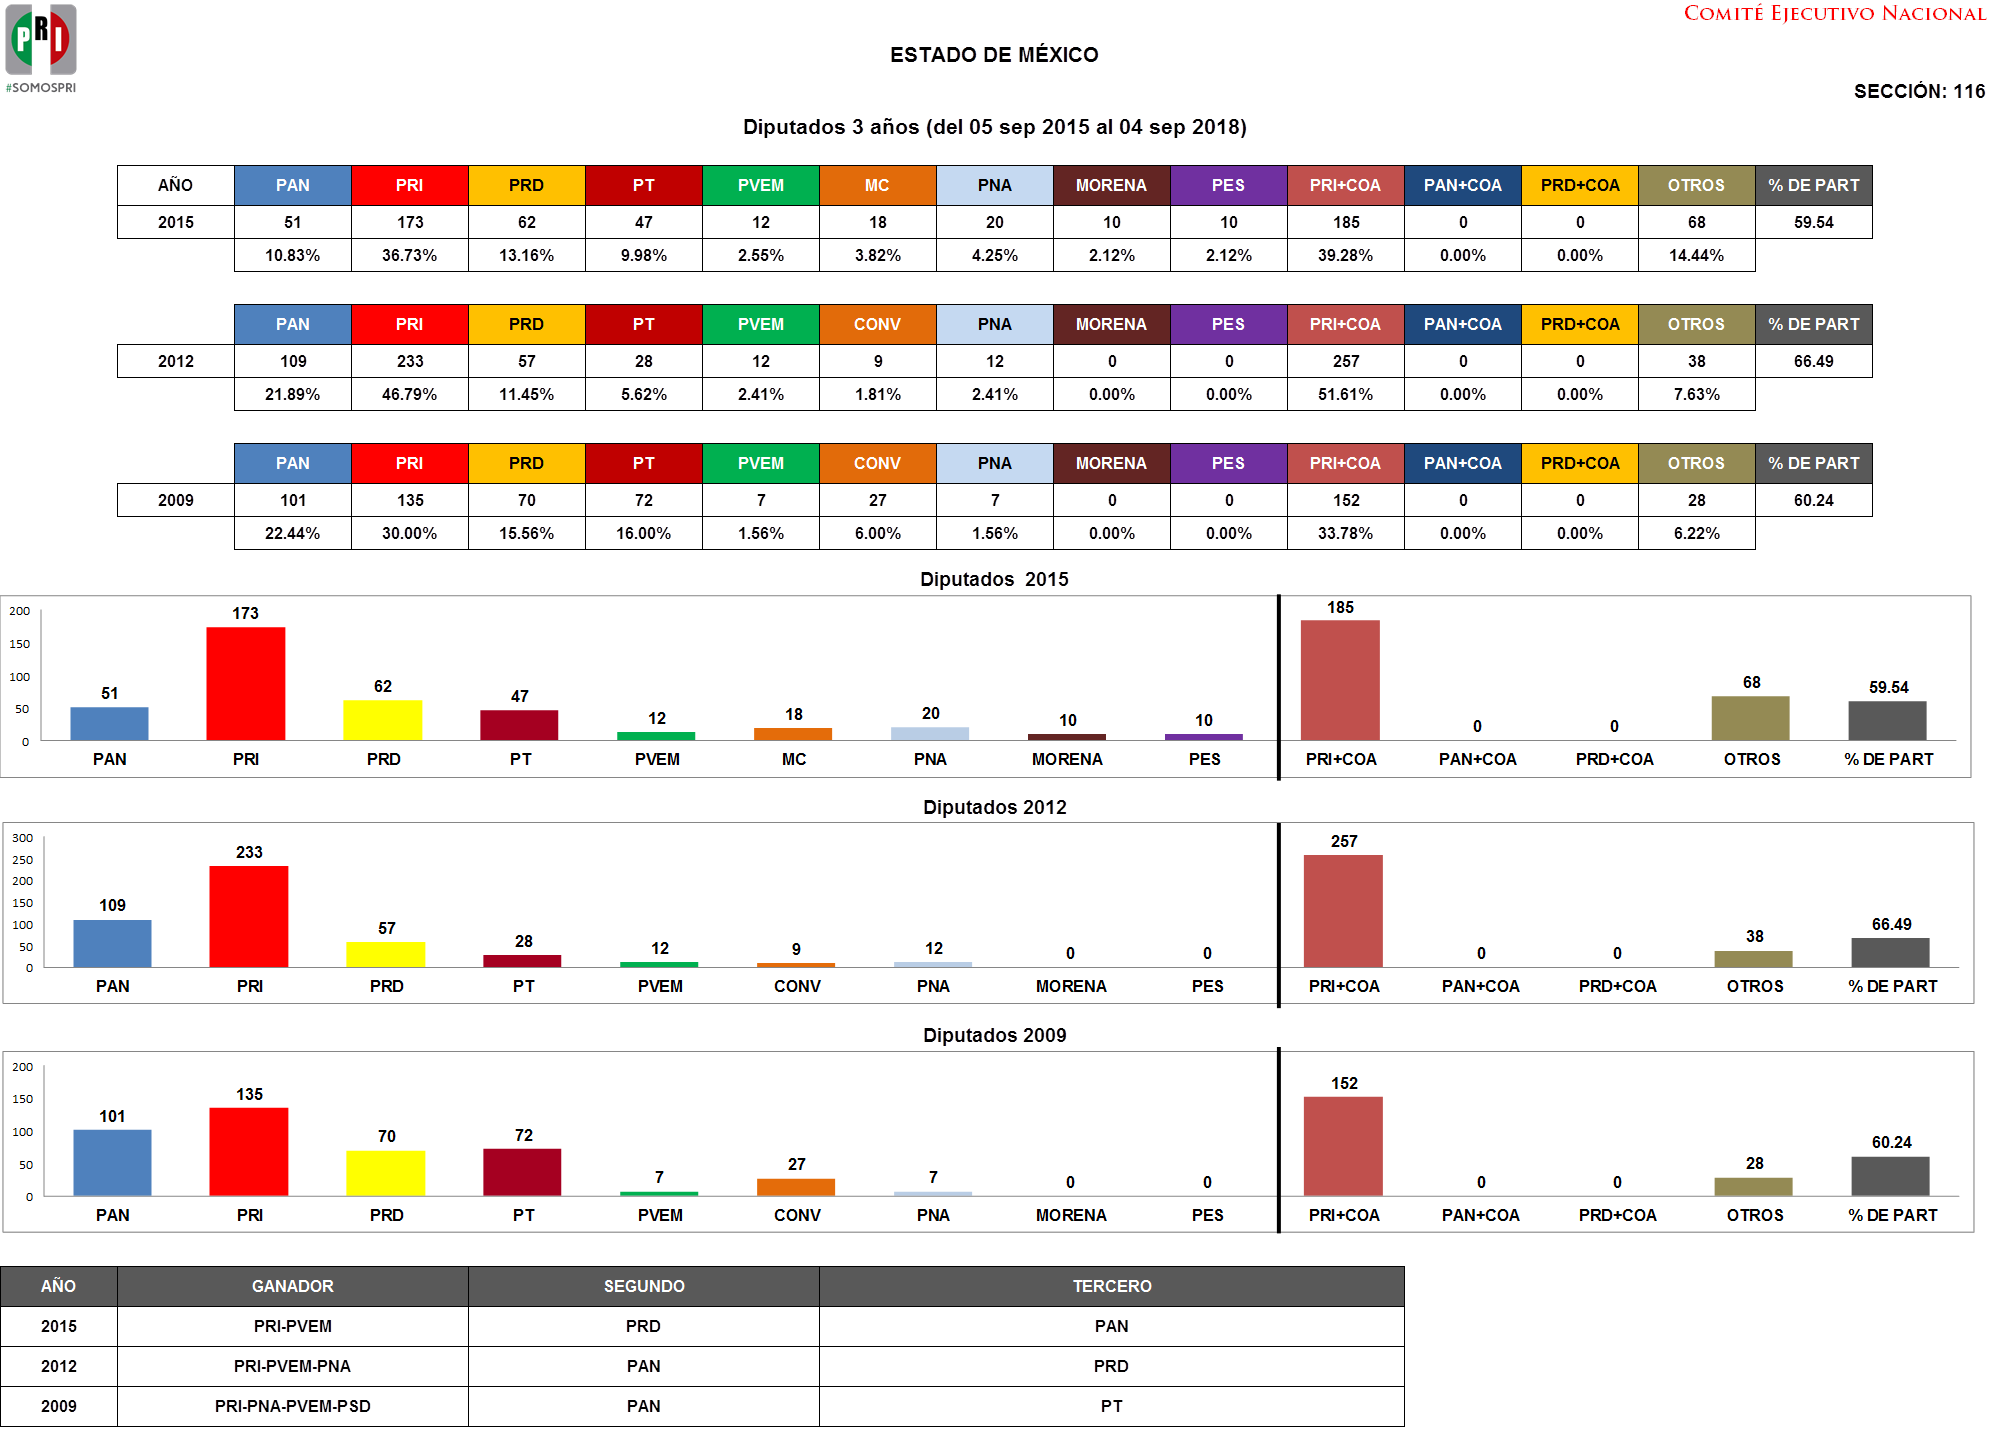 PRI
#SOMOSPRI
COMITÉ EJECUTIVO NACIONAL
ESTADO DE MÉXICO
SECCIÓN: 116
Diputados 3 años (del 05 sep 2015 al 04 sep 2018)
AÑO PAN PRI PRD PT PVEM MC PNA MORENA PES PRI+COA PAN+COA PRD+COA OTROS % DE PART
2015 51 173 62 47 12 18 20 10 10 185 0 0 68 59.54
10.83% 36.73% 13.16% 9.98% 2.55% 3.82% 4.25% 2.12% 2.12% 39.28% 0.00% 0.00% 14.44%
PAN PRI PRD PT PVEM CONV PNA MORENA PES PRI+COA PAN+COA PRD+COA OTROS % DE PART
2012 109 233 57 28 12 9 12 0 0 257 0 0 38 66.49
21.89% 46.79% 11.45% 5.62% 2.41% 1.81% 2.41% 0.00% 0.00% 51.61% 0.00% 0.00% 7.63%
PAN PRI PRD PT PVEM CONV PNA MORENA PES PRI+COA PAN+COA PRD+COA OTROS % DE PART
2009 101 135 70 72 7 27 7 0 0 152 0 0 28 60.24
22.44% 30.00% 15.56% 16.00% 1.56% 6.00% 1.56% 0.00% 0.00% 33.78% 0.00% 0.00% 6.22%
Diputados 2015
200
150
100
50
0
51 173 62 47 12 18 20 10 10 185 0 0 68 59.54
PAN PRI PRD PT PVEM MC PNA MORENA PES PRI+COA PAN+COA PRD+COA OTROS % DE PART
Diputados 2012
300
250
200
150
100
50
0
109 233 57 28 12 9 12 0 0 257 0 0 38 66.49
PAN PRI PRD PT PVEM CONV PNA MORENA PES PRI+COA PAN+COA PRD+COA OTROS % DE PART
Diputados 2009
200
150
100
50
0
101 135 70 72 7 27 7 0 0 152 0 0 28 60.24
PAN PRI PRD PT PVEM CONV PNA MORENA PES PRI+COA PAN+COA PRD+COA OTROS % DE PART
AÑO GANADOR SEGUNDO TERCERO
2015 PRI-PVEM PRD PAN
2012 PRI-PVEM-PNA PAN PRD
2009 PRI-PNA-PVEM-PSD PAN PT